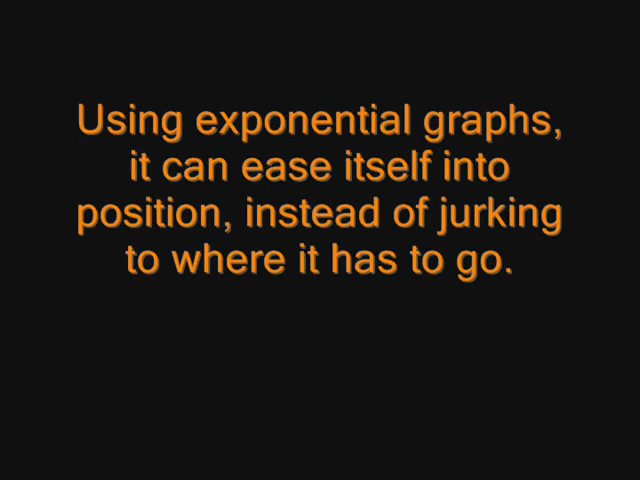 Using exponential graphs,
it can ease itself into
position, instead of jurking
to where it has to go.